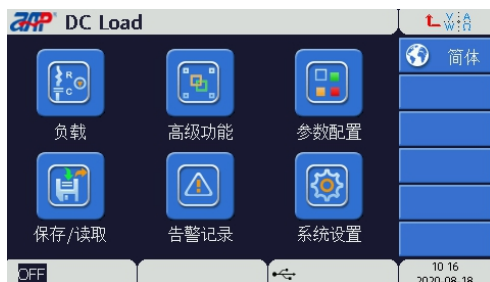 DC Load
简体
负载 高级功能 参数配置
保存/读取 告警记录 系统设置
OFF
10 16
2020-08-18